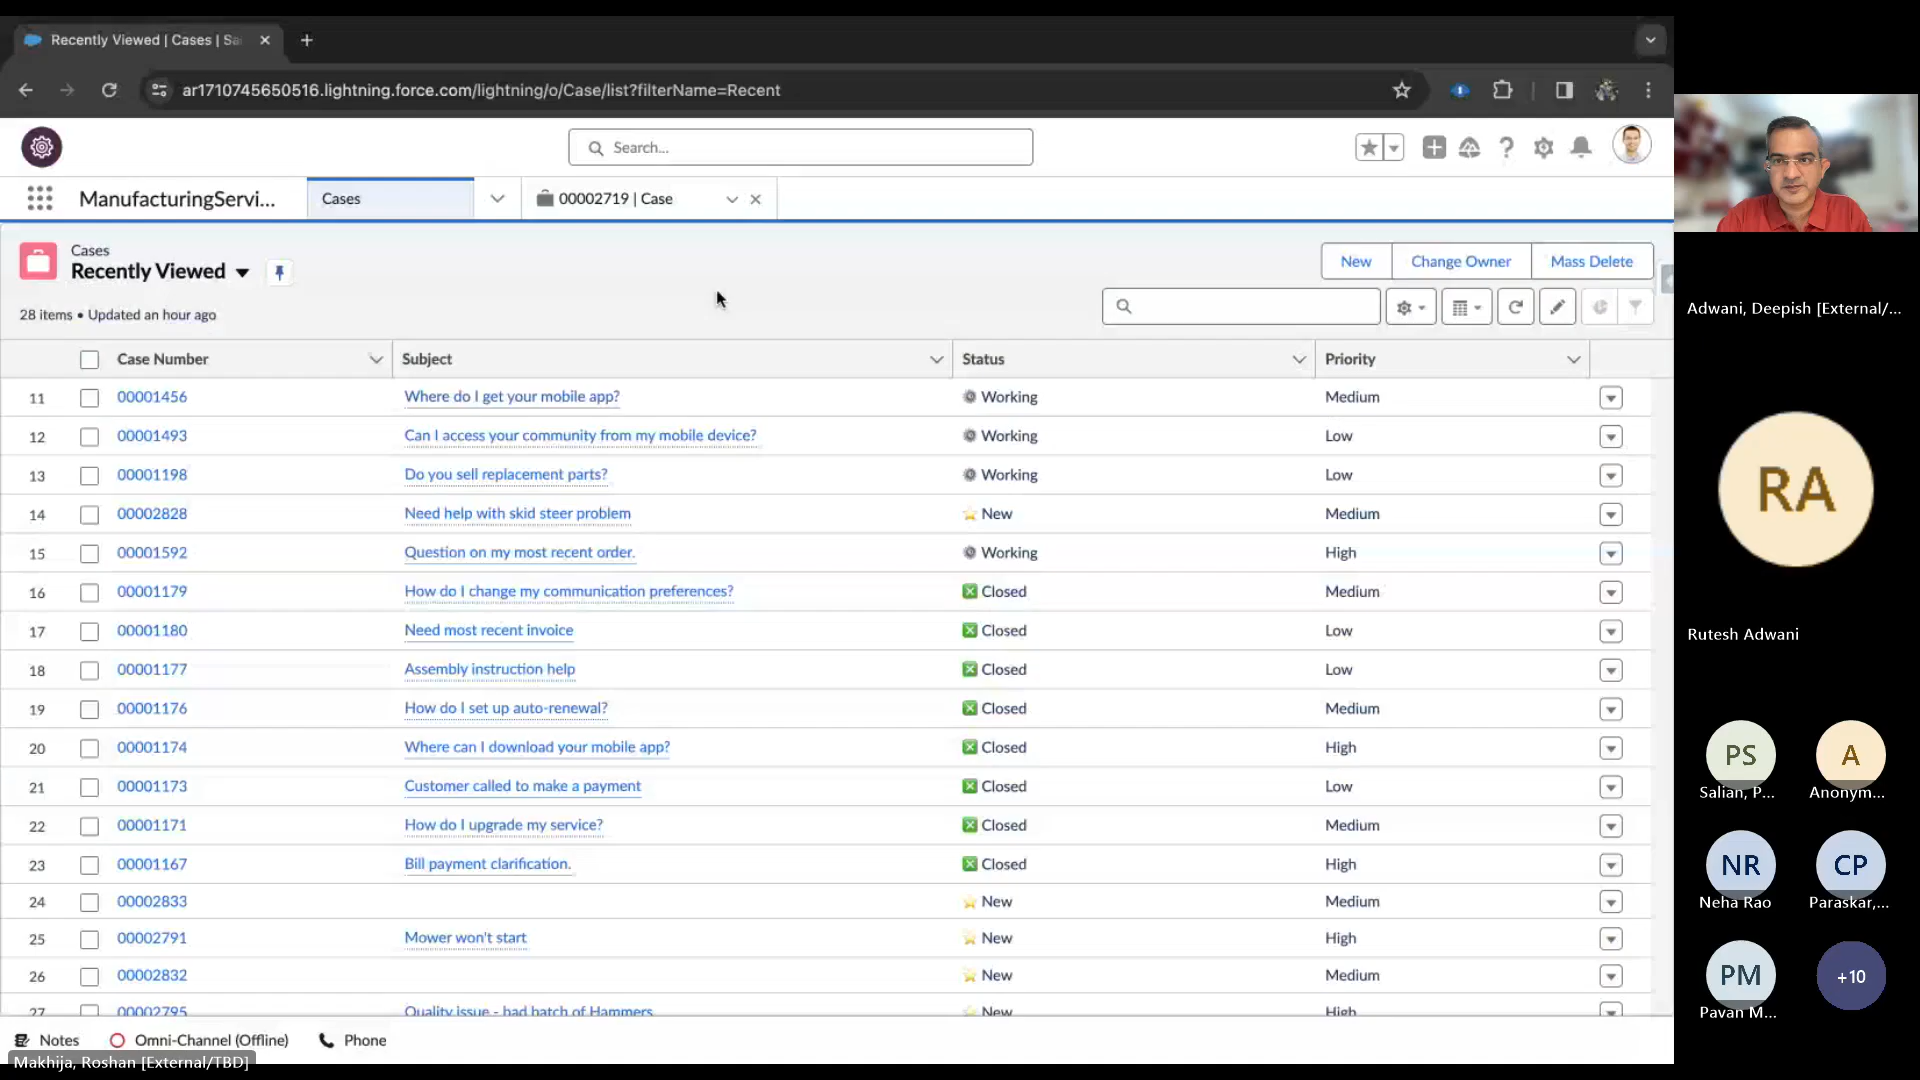 Recently Viewed | Cases | Sa
ar1710745650516.lightning.force.com/lightning/o/Case/list?filterName=Recent
Search...
ManufacturingServi...
Cases
00002719 | Case
Cases
Recently Viewed
28 items • Updated an hour ago
New
Change Owner
Mass Delete
Case Number Subject Status Priority
11 00001456 Where do I get your mobile app? Working Medium
12 00001493 Can I access your community from my mobile device? Working Low
13 00001198 Do you sell replacement parts? Working Low
14 00002828 Need help with skid steer problem New Medium
15 00001592 Question on my most recent order. Working High
16 00001179 How do I change my communication preferences? Closed Medium
17 00001180 Need most recent invoice Closed Low
18 00001177 Assembly instruction help Closed Low
19 00001176 How do I set up auto-renewal? Closed Medium
20 00001174 Where can I download your mobile app? Closed High
21 00001173 Customer called to make a payment Closed Low
22 00001171 How do I upgrade my service? Closed Medium
23 00001167 Bill payment clarification. Closed High
24 00002833 New Medium
25 00002791 Mower won't start New High
26 00002832 New Medium
27 00002795 Quality issue - bad batch of Hammers New High
Notes
Omni-Channel (Offline)
Phone
Makhija, Roshan [External/TBD]
Adwani, Deepish [External/...
RA
Rutesh Adwani
PS
Salian, P...
A
Anonym...
NR
Neha Rao
CP
Paraskar,...
PM
Pavan M...
+10